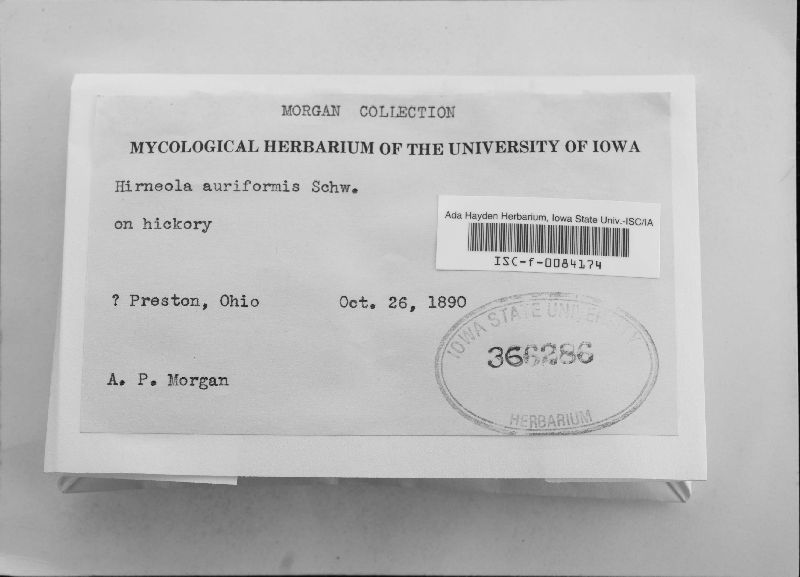 MORGAN COLLECTION
MYCOLOGICAL HERBARIUM OF THE UNIVERSITY OF IOWA
Hirneola auriformis Schw.
on hickory
Ada Hayden Herbarium, Iowa State Univ.-ISC/IA
ISC-f-0084174
? Preston, Ohio Oct. 26, 1890
IOWA STATE UNIVERSITY
366286
HERBARIUM
A. P. Morgan